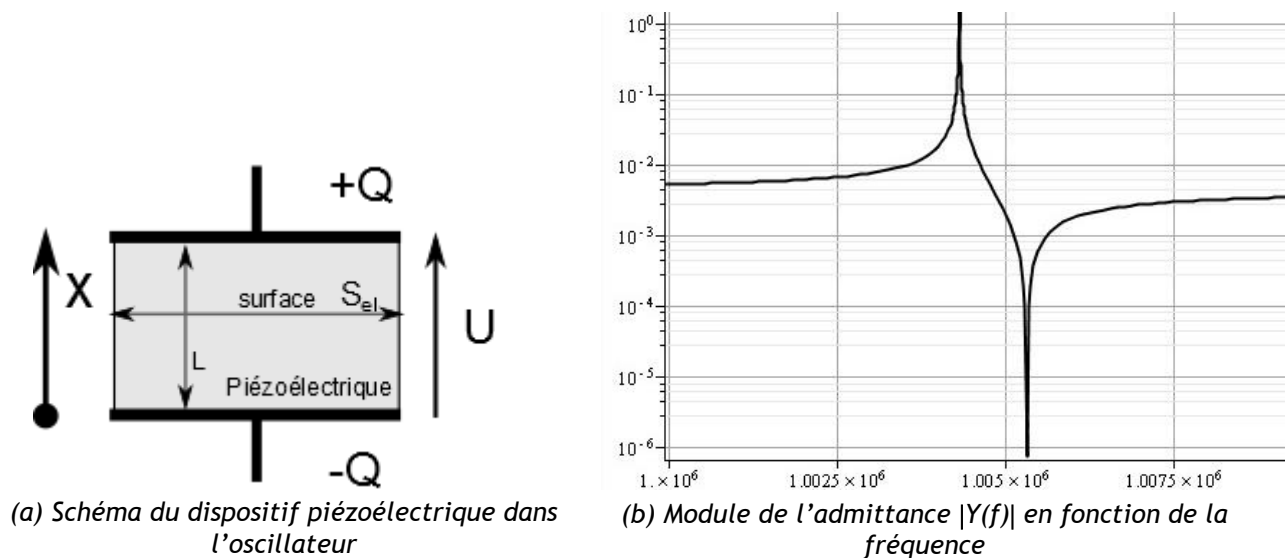 +Q
X
surface S_el
U
L
Piézoélectrique
-Q
(a) Schéma du dispositif piézoélectrique dans
l’oscillateur
10^0
10^-1
10^-2
10^-3
10^-4
10^-5
10^-6
1. × 10^6
1.0025 × 10^6
1.005 × 10^6
1.0075 × 10^6
(b) Module de l’admittance |Y(f)| en fonction de la
fréquence